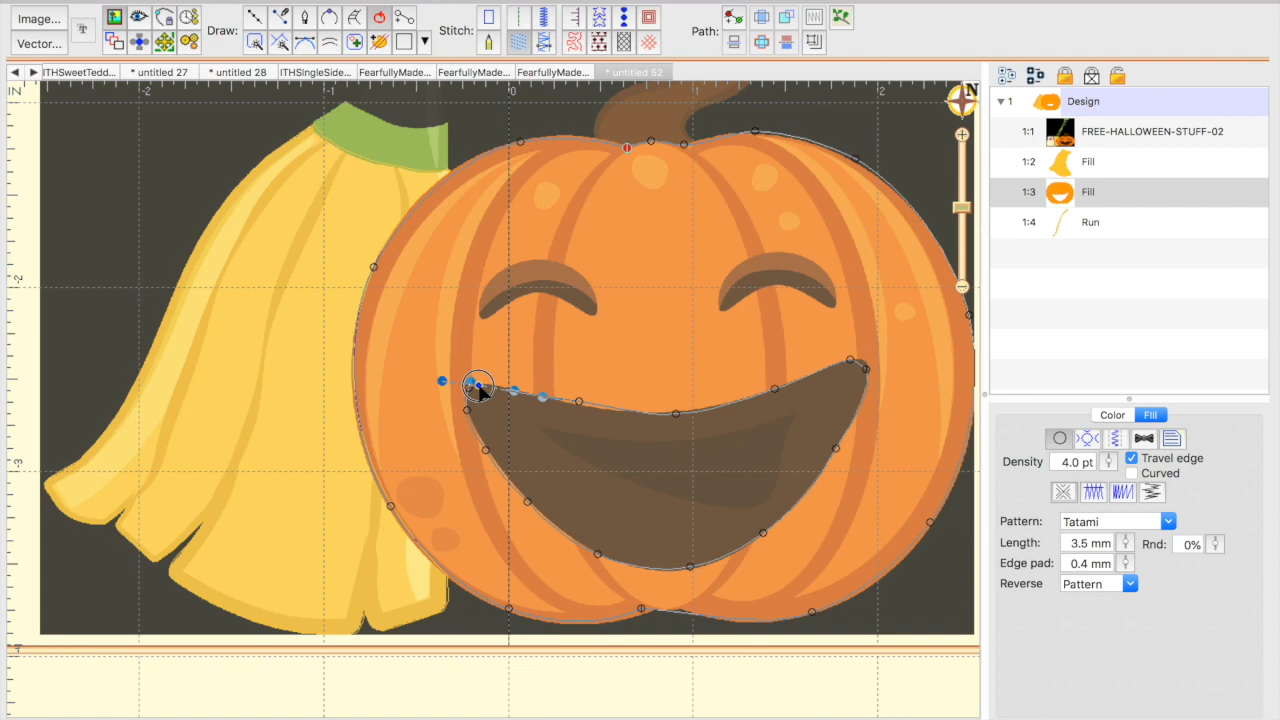 Image...
Vector...
T
Draw:
Stitch:
Path:
ITHSweetTedd... * untitled 27 * untitled 28 ITHSIngleSide... FearfullyMade... FearfullyMade... FearfullyMade... * untitled 52
IN -2 -1 0 1 2
N
-2
-3
1 Design
1:1 FREE-HALLOWEEN-STUFF-02
1:2 Fill
1:3 Fill
1:4 Run
Color Fill
Density 4.0 pt Travel edge
Curved
Pattern: Tatami
Length: 3.5 mm Rnd: 0%
Edge pad: 0.4 mm
Reverse Pattern